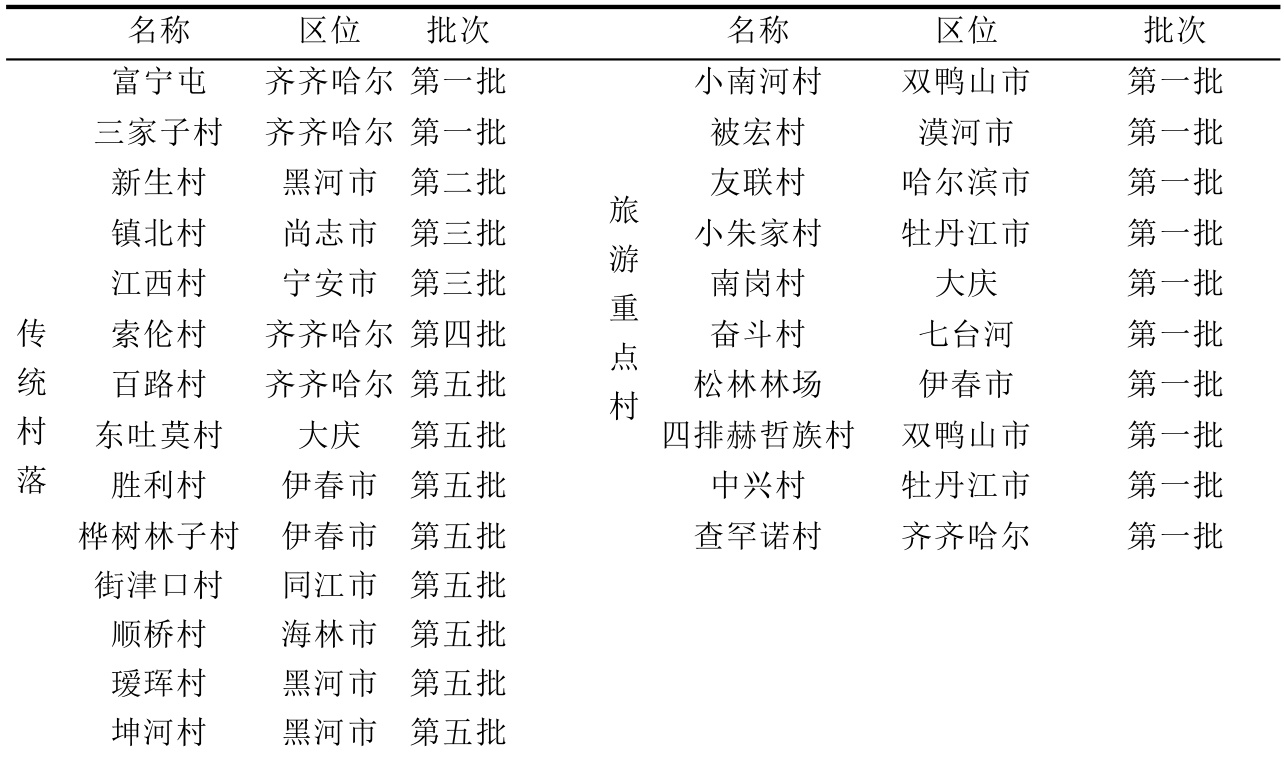 名称 区位 批次 名称 区位 批次
富宁屯 齐齐哈尔 第一批 小南河村 双鸭山市 第一批
三家子村 齐齐哈尔 第一批 被宏村 漠河市 第一批
新生村 黑河市 第二批 友联村 哈尔滨市 第一批
镇北村 尚志市 第三批 小朱家村 牡丹江市 第一批
江西村 宁安市 第三批 南岗村 大庆 第一批
索伦村 齐齐哈尔 第四批 奋斗村 七台河 第一批
百路村 齐齐哈尔 第五批 松林林场 伊春市 第一批
东吐莫村 大庆 第五批 四排赫哲族村 双鸭山市 第一批
胜利村 伊春市 第五批 中兴村 牡丹江市 第一批
桦树林子村 伊春市 第五批 查罕诺村 齐齐哈尔 第一批
街津口村 同江市 第五批
顺桥村 海林市 第五批
瑷珲村 黑河市 第五批
坤河村 黑河市 第五批
传统村落
旅游重点村